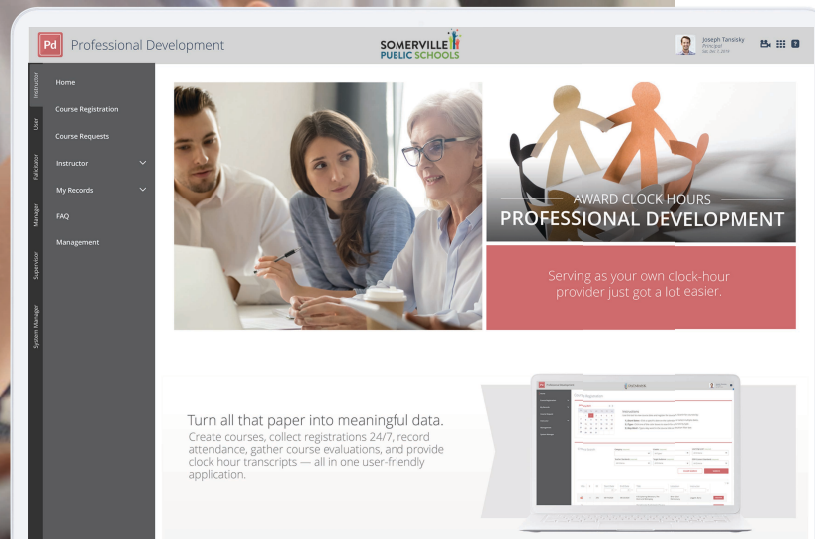 Pd Professional Development
SOMERVILLE
PUBLIC SCHOOLS
Joseph Tansisky
Principal
Instructor
User
Falicitator
Manager
Supervisor
System Manager
Home
Course Registration
Course Requests
Instructor
My Records
FAQ
Management
AWARD CLOCK HOURS
PROFESSIONAL DEVELOPMENT
Serving as your own clock-hour
provider just got a lot easier.
Turn all that paper into meaningful data.
Create courses, collect registrations 24/7, record
attendance, gather course evaluations, and provide
clock hour transcripts — all in one user-friendly
application.